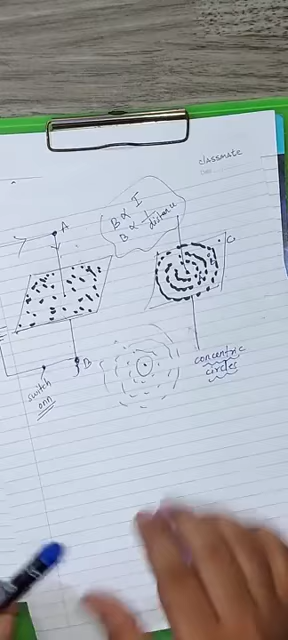 classmate
B α I
B α 1/distance
A
C
B
concentric
circles
switch
onn